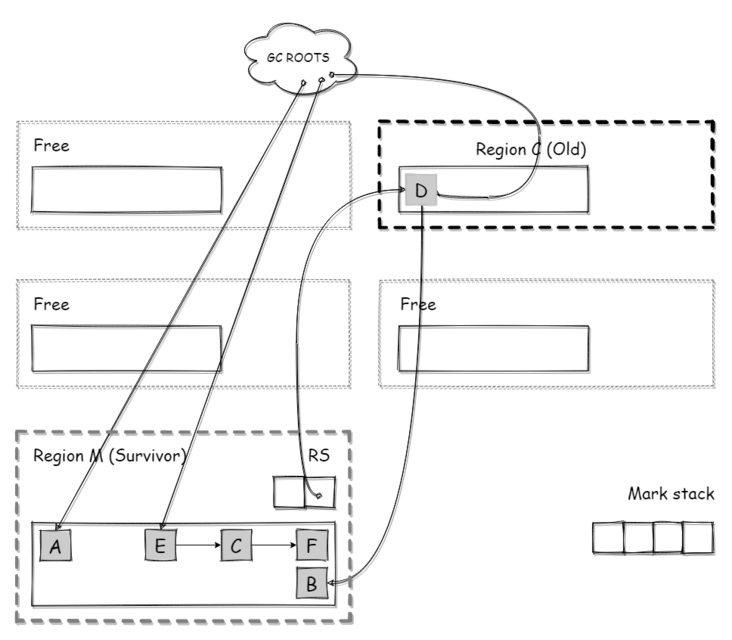 GC ROOTS
Free
Region C (Old)
D
Free
Free
Region M (Survivor)
RS
Mark stack
A
E
C
F
B